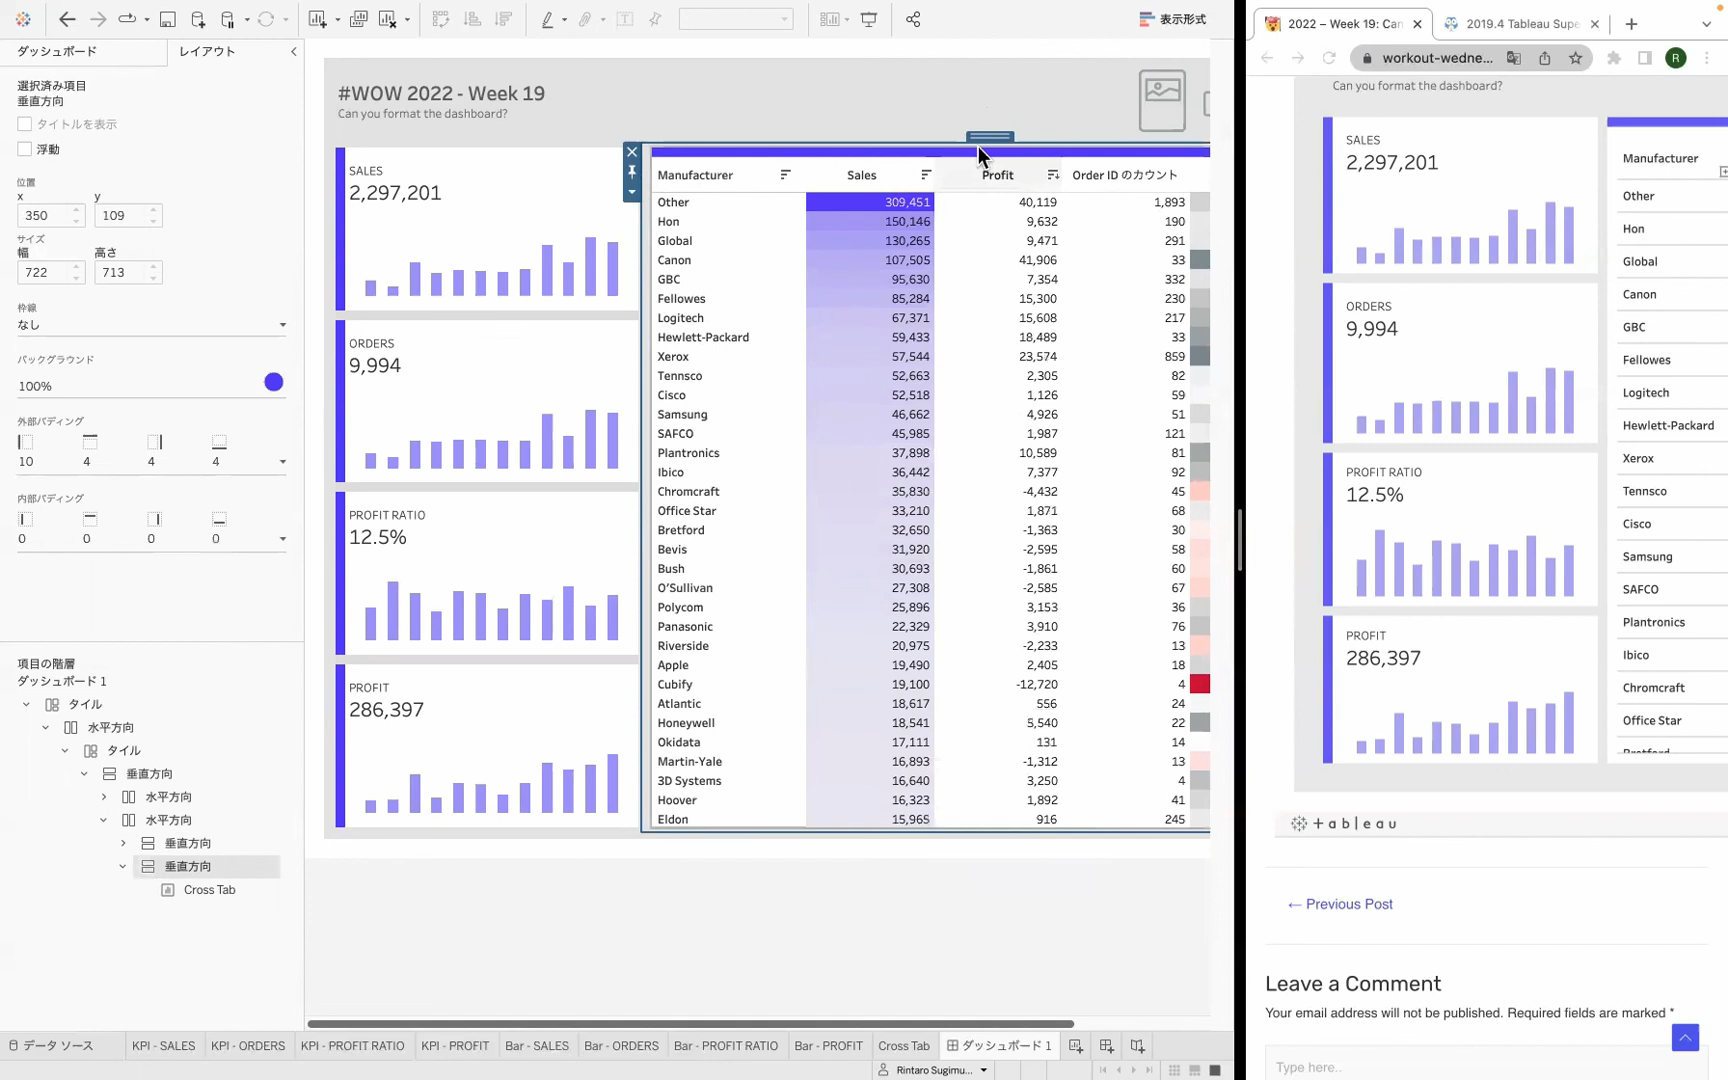 表示形式
ダッシュボード
レイアウト
選択済み項目
垂直方向
タイトルを表示
浮動
位置
x
y
350
109
サイズ
幅
高さ
722
713
枠線
なし
バックグラウンド
100%
外部パディング
10 4 4 4
内部パディング
0 0 0 0
項目の階層
ダッシュボード 1
タイル
水平方向
タイル
垂直方向
水平方向
水平方向
垂直方向
垂直方向
Cross Tab
#WOW 2022 - Week 19
Can you format the dashboard?
SALES
2,297,201
ORDERS
9,994
PROFIT RATIO
12.5%
PROFIT
286,397
Manufacturer Sales Profit Order ID のカウント
Other 309,451 40,119 1,893
Hon 150,146 9,632 190
Global 130,265 9,471 291
Canon 107,505 41,906 33
GBC 95,630 7,354 332
Fellowes 85,284 15,300 230
Logitech 67,371 15,608 217
Hewlett-Packard 59,433 18,489 33
Xerox 57,544 23,574 859
Tennsco 52,663 2,305 82
Cisco 52,518 1,126 59
Samsung 46,662 4,926 51
SAFCO 45,985 1,987 121
Plantronics 37,898 10,589 81
Ibico 36,442 7,377 92
Chromcraft 35,830 -4,432 45
Office Star 33,210 1,871 68
Bretford 32,650 -1,363 30
Bevis 31,920 -2,595 58
Bush 30,693 -1,861 60
O'Sullivan 27,308 -2,585 67
Polycom 25,896 3,153 36
Panasonic 22,329 3,910 76
Riverside 20,975 -2,233 13
Apple 19,490 2,405 18
Cubify 19,100 -12,720 4
Atlantic 18,617 556 24
Honeywell 18,541 5,540 22
Okidata 17,111 131 14
Martin-Yale 16,893 -1,312 13
3D Systems 16,640 3,250 4
Hoover 16,323 1,892 41
Eldon 15,965 916 245
データ ソース
KPI - SALES
KPI - ORDERS
KPI - PROFIT RATIO
KPI - PROFIT
Bar - SALES
Bar - ORDERS
Bar - PROFIT RATIO
Bar - PROFIT
Cross Tab
ダッシュボード 1
Rintaro Sugimu...
2022 – Week 19: Can
2019.4 Tableau Supe
workout-wedne...
R
Can you format the dashboard?
SALES
2,297,201
ORDERS
9,994
PROFIT RATIO
12.5%
PROFIT
286,397
Manufacturer
Other
Hon
Global
Canon
GBC
Fellowes
Logitech
Hewlett-Packard
Xerox
Tennsco
Cisco
Samsung
SAFCO
Plantronics
Ibico
Chromcraft
Office Star
Bretford
+ableau
← Previous Post
Leave a Comment
Your email address will not be published. Required fields are marked *
Type here..